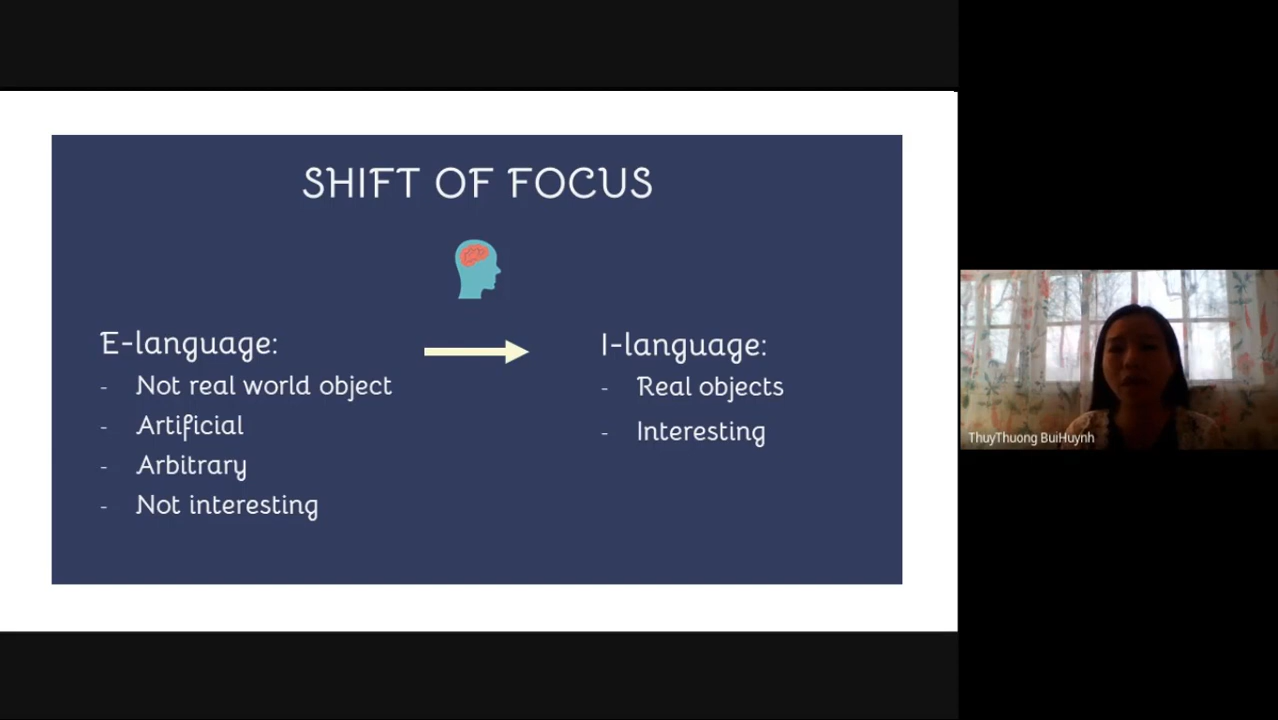 SHIFT OF FOCUS
E-language:
- Not real world object
- Artificial
- Arbitrary
- Not interesting
I-language:
- Real objects
- Interesting
ThuyThuong BuiHuynh